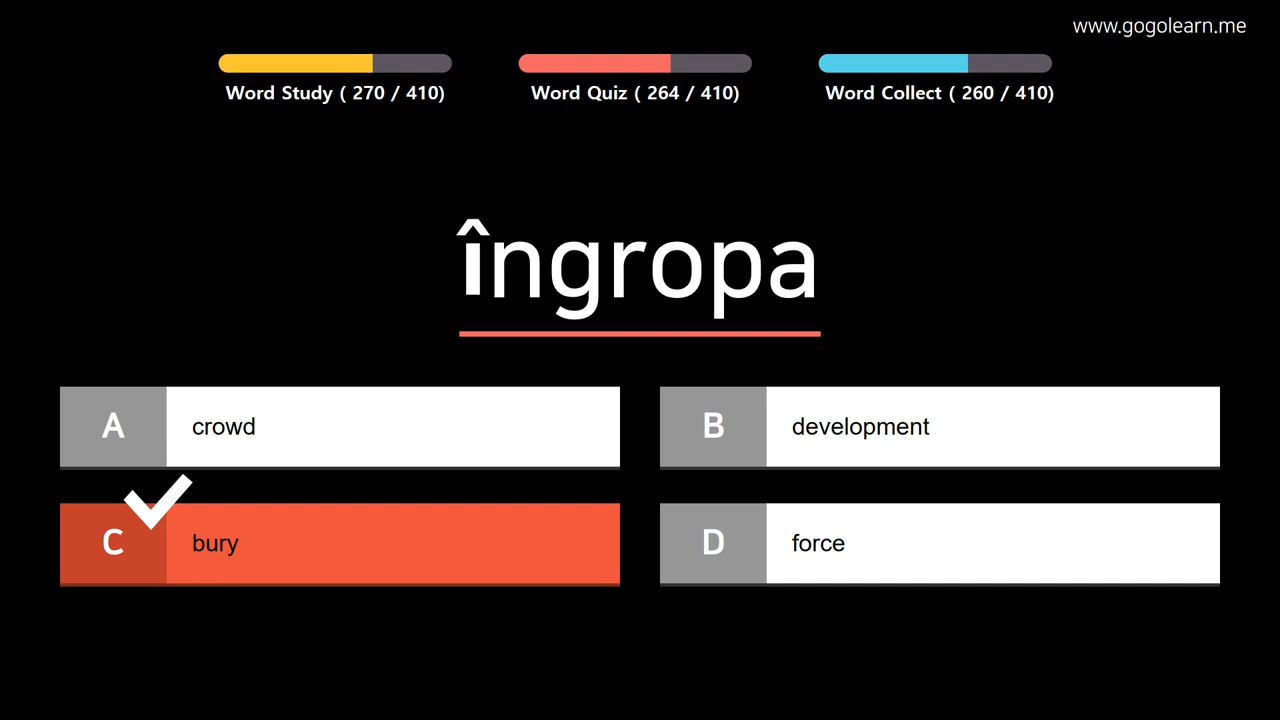 www.gogolearn.me
Word Study ( 270 / 410)
Word Quiz ( 264 / 410)
Word Collect ( 260 / 410)
îngropa
A crowd
B development
C bury
D force